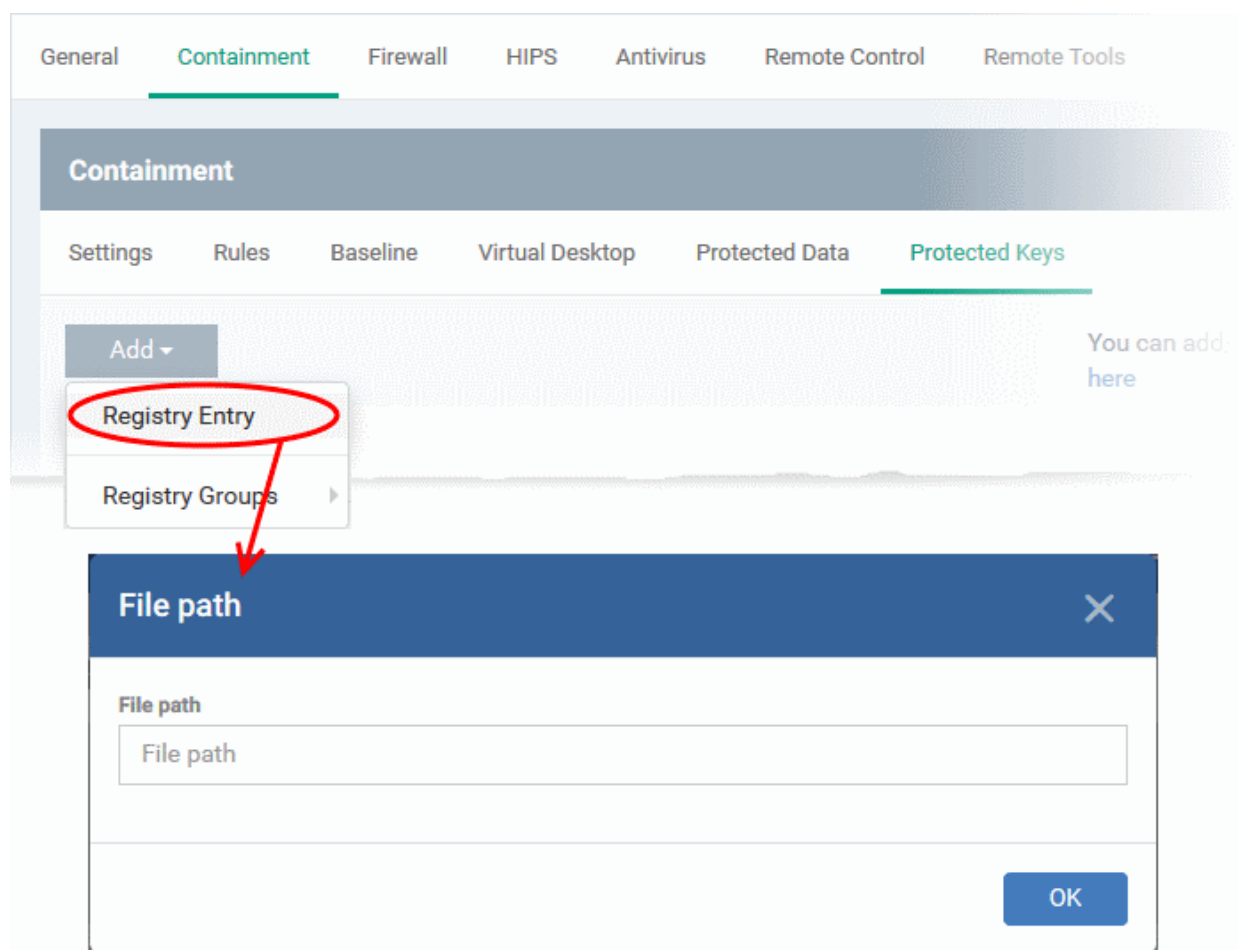 General Containment Firewall HIPS Antivirus Remote Control Remote Tools
Containment
Settings Rules Baseline Virtual Desktop Protected Data Protected Keys
Add
You can add,
here
Registry Entry
Registry Groups
File path
File path
File path
OK